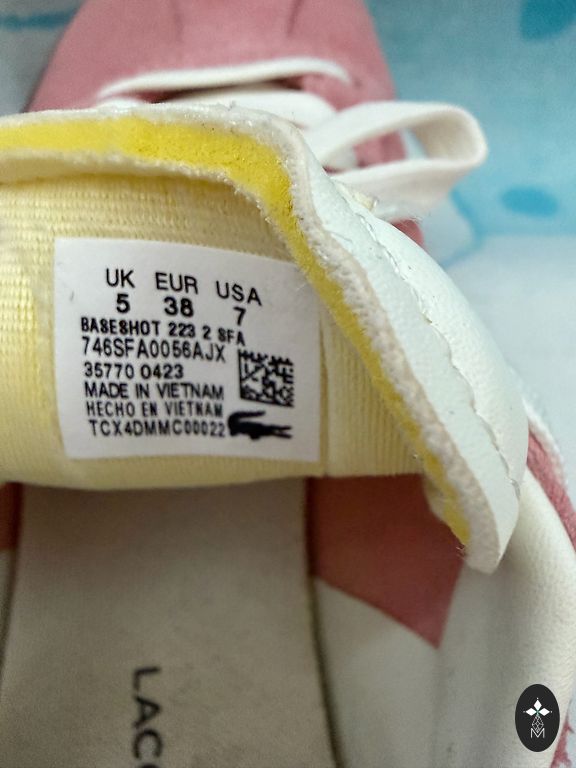 UK EUR USA
5 38 7
BASESHOT 223 2 SFA
746SFA0056AJX
35770 0423
MADE IN VIETNAM
HECHO EN VIETNAM
TCX4DMMC00022
LACO
M